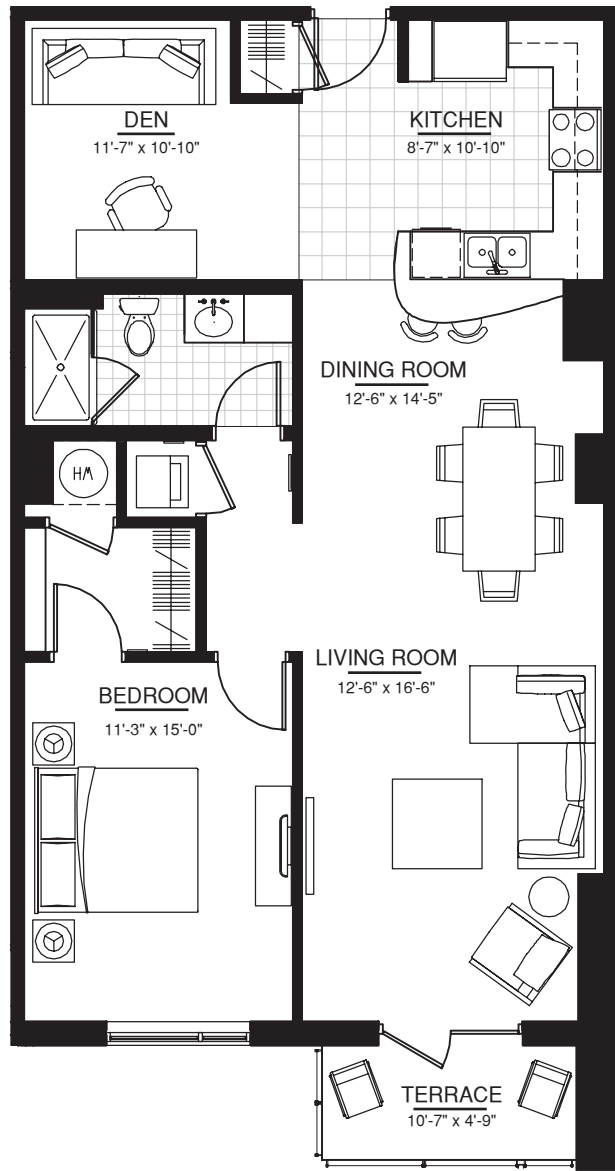 DEN
11'-7" x 10'-10"
KITCHEN
8'-7" x 10'-10"
DINING ROOM
12'-6" x 14'-5"
HW
LIVING ROOM
12'-6" x 16'-6"
BEDROOM
11'-3" x 15'-0"
TERRACE
10'-7" x 4'-9"